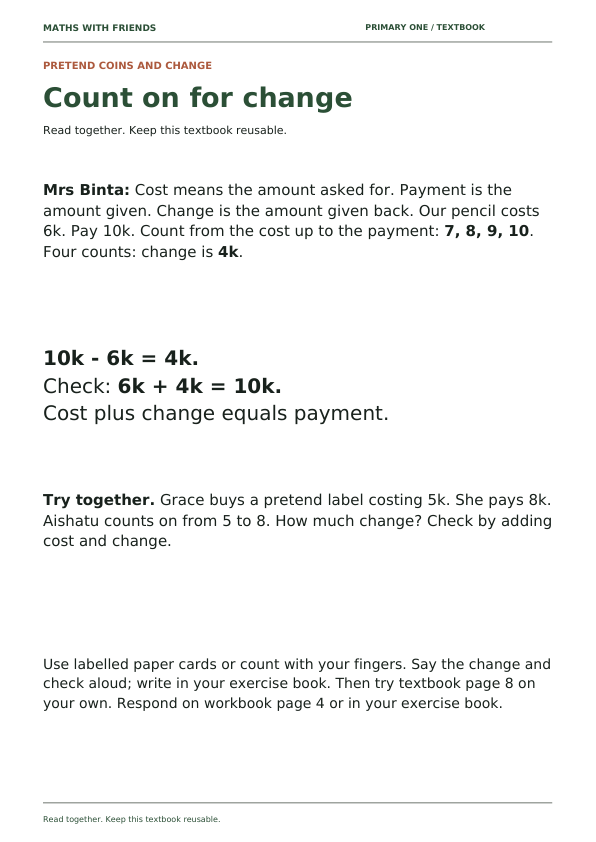 MATHS WITH FRIENDS
PRIMARY ONE / TEXTBOOK
PRETEND COINS AND CHANGE
Count on for change
Read together. Keep this textbook reusable.
Mrs Binta: Cost means the amount asked for. Payment is the
amount given. Change is the amount given back. Our pencil costs
6k. Pay 10k. Count from the cost up to the payment: 7, 8, 9, 10.
Four counts: change is 4k.
10k - 6k = 4k.
Check: 6k + 4k = 10k.
Cost plus change equals payment.
Try together. Grace buys a pretend label costing 5k. She pays 8k.
Aishatu counts on from 5 to 8. How much change? Check by adding
cost and change.
Use labelled paper cards or count with your fingers. Say the change and
check aloud; write in your exercise book. Then try textbook page 8 on
your own. Respond on workbook page 4 or in your exercise book.
Read together. Keep this textbook reusable.